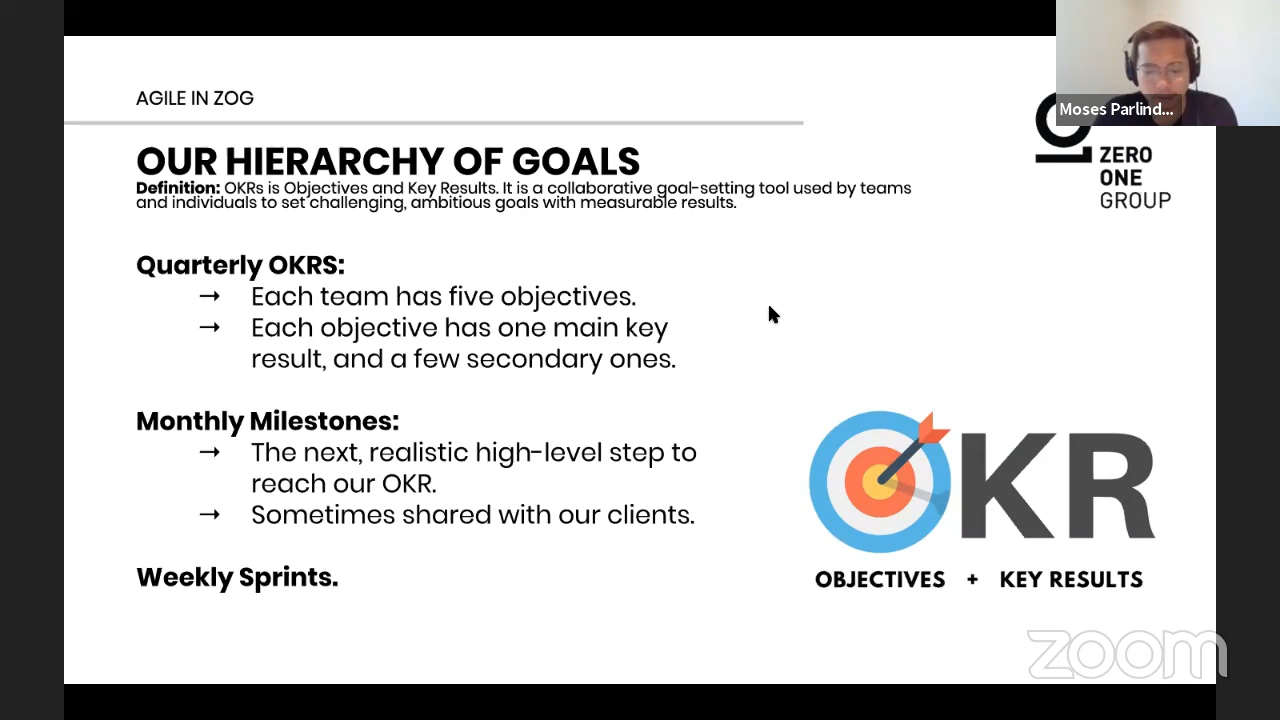 AGILE IN ZOG
Moses Parlind...
OUR HIERARCHY OF GOALS
ZERO
ONE
GROUP
Definition: OKRs is Objectives and Key Results. It is a collaborative goal-setting tool used by teams
and individuals to set challenging, ambitious goals with measurable results.
Quarterly OKRS:
→ Each team has five objectives.
→ Each objective has one main key
result, and a few secondary ones.
Monthly Milestones:
→ The next, realistic high-level step to
reach our OKR.
→ Sometimes shared with our clients.
Weekly Sprints.
OKR
OBJECTIVES + KEY RESULTS
zoom